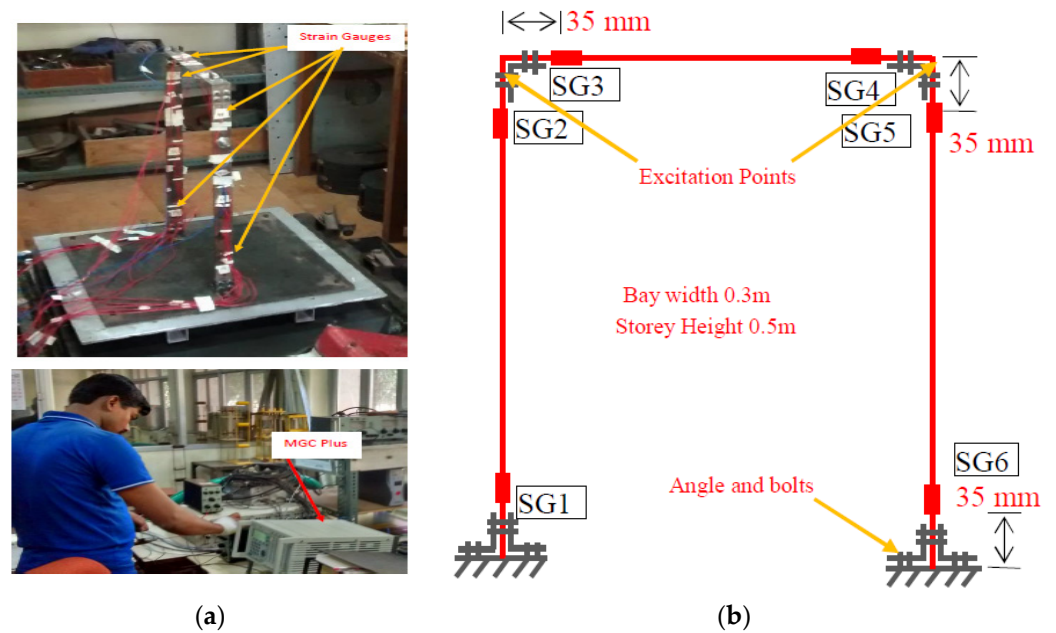 Strain Gauges
MGC Plus
(a)
35 mm
SG3
SG4
SG2
SG5
35 mm
Excitation Points
Bay width 0.3m
Storey Height 0.5m
SG6
Angle and bolts
35 mm
SG1
(b)